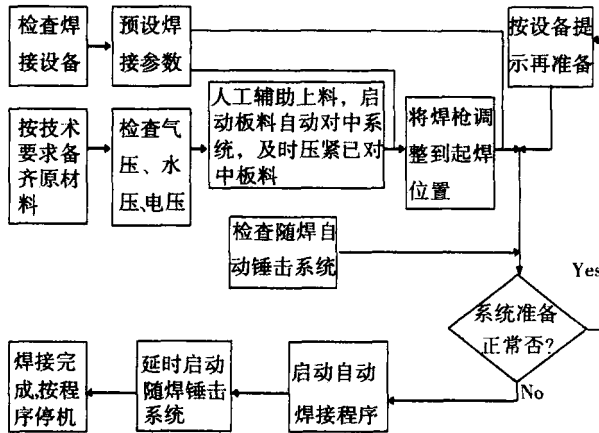 检查焊
接设备
预设焊
接参数
按设备提
示再准备
按技术
要求备
齐原材
料
检查气
压、水
压、电压
人工辅助上料，启
动板料自动对中系
统，及时压紧已对
中板料
将焊枪调
整到起焊
位置
检查随焊自
动锤击系统
Yes
系统准备
正常否?
No
焊接完
成,按程
序停机
延时启动
随焊锤击
系统
启动自动
焊接程序